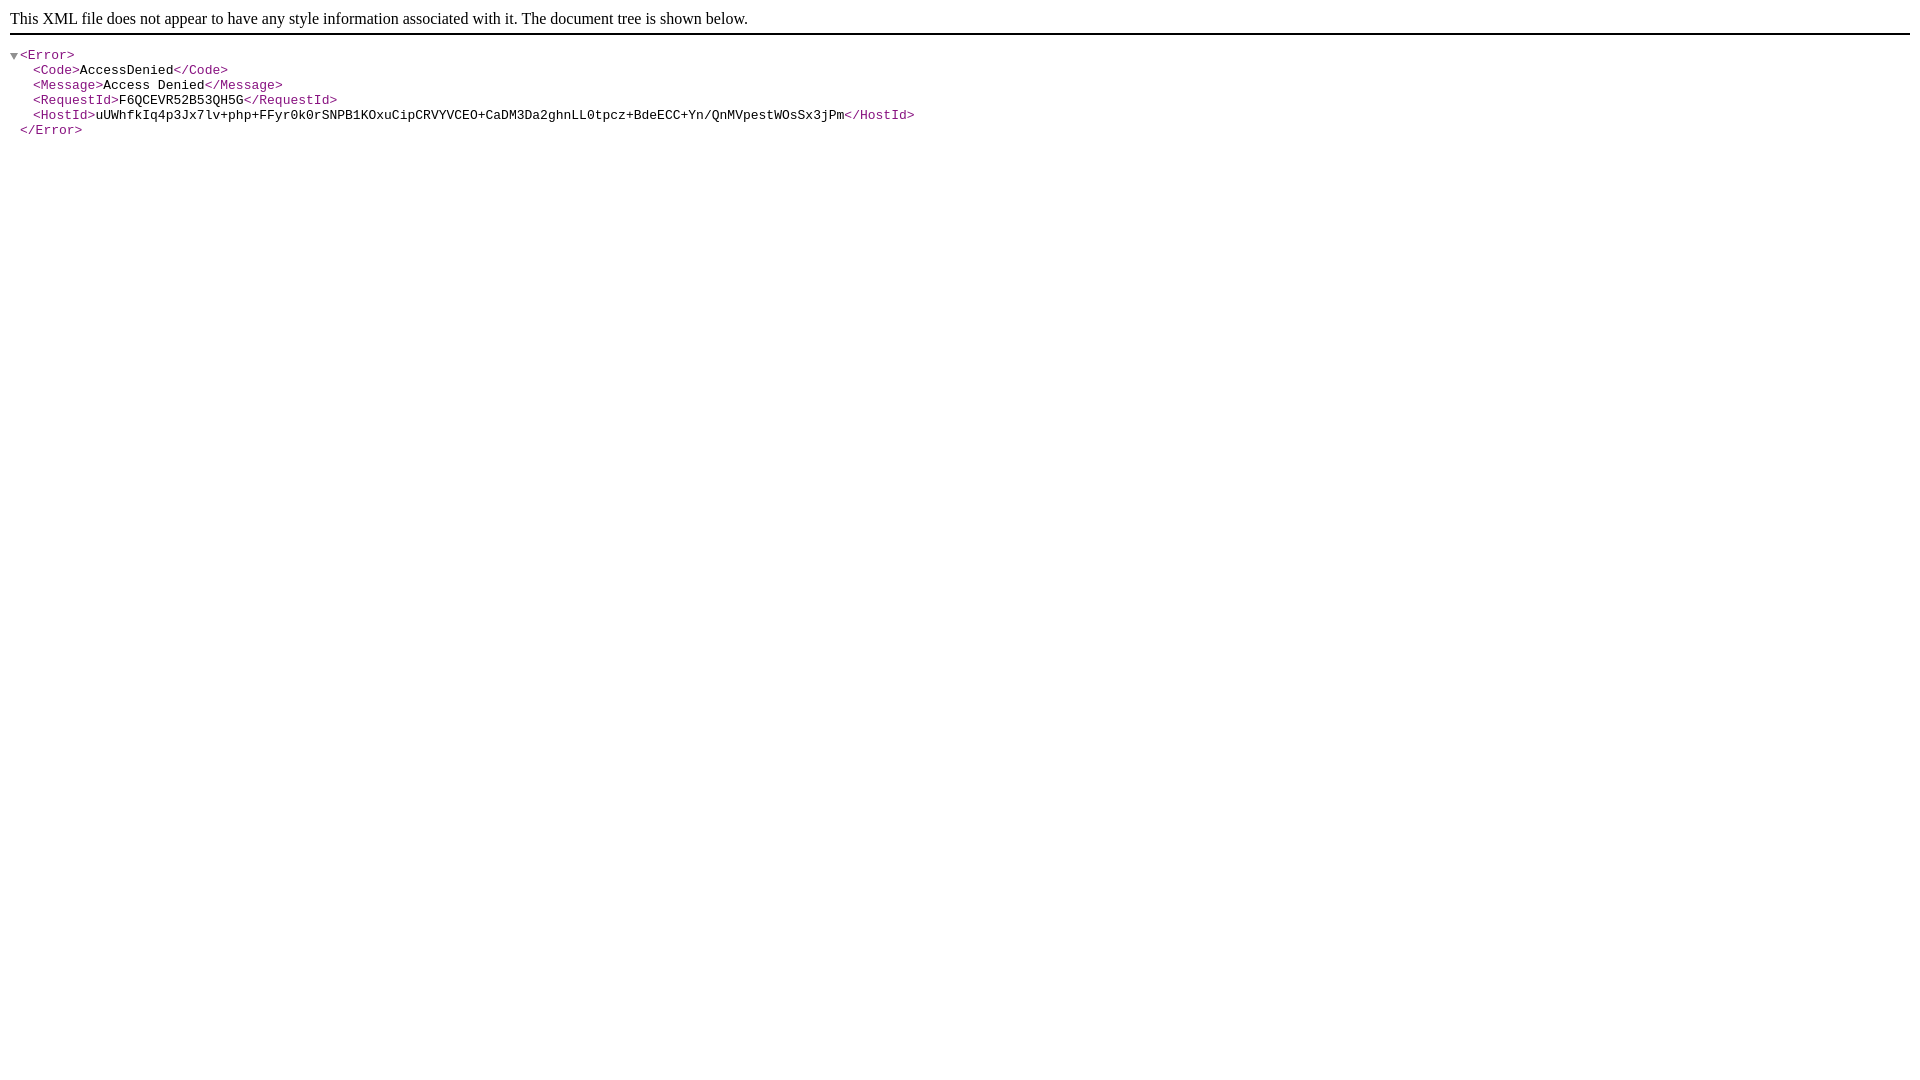 This XML file does not appear to have any style information associated with it. The document tree is shown below.
<Error>
<Code>AccessDenied</Code>
<Message>Access Denied</Message>
<RequestId>F6QCEVR52B53QH5G</RequestId>
<HostId>uUWhfkIq4p3Jx7lv+php+FFyr0k0rSNPB1KOxuCipCRVYVCEO+CaDM3Da2ghnLL0tpcz+BdeECC+Yn/QnMVpestWOsSx3jPm</HostId>
</Error>